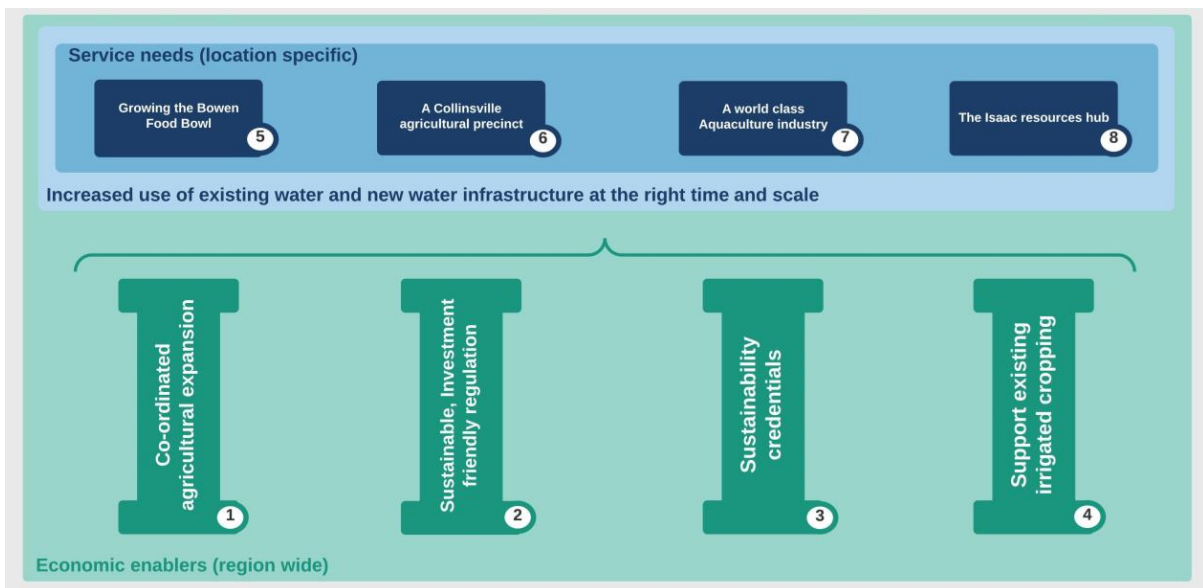 Service needs (location specific)
Growing the Bowen
Food Bowl
5
A Collinsville
agricultural precinct
6
A world class
Aquaculture industry
7
The Isaac resources hub
8
Increased use of existing water and new water infrastructure at the right time and scale
Co-ordinated
agricultural expansion
1
Sustainable, Investment
friendly regulation
2
Sustainability
credentials
3
Support existing
irrigated cropping
4
Economic enablers (region wide)